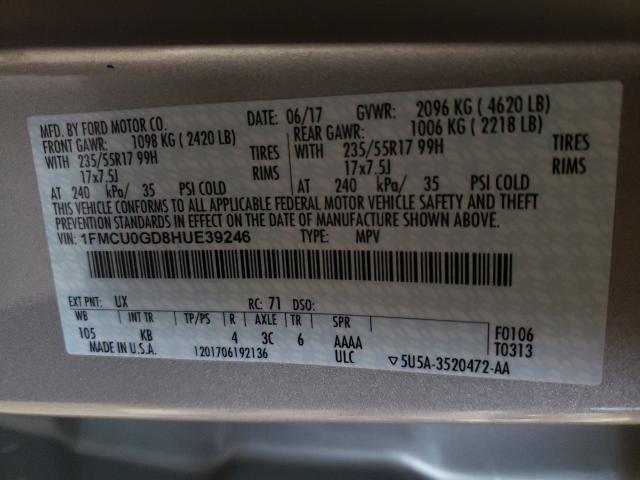 MFD. BY FORD MOTOR CO. DATE: 06/17 GVWR: 2096 KG ( 4620 LB)
FRONT GAWR: 1098 KG ( 2420 LB) REAR GAWR: 1006 KG ( 2218 LB)
WITH 235/55R17 99H TIRES WITH 235/55R17 99H TIRES
17x7.5J RIMS 17x7.5J RIMS
AT 240 kPa/ 35 PSI COLD AT 240 kPa/ 35 PSI COLD
THIS VEHICLE CONFORMS TO ALL APPLICABLE FEDERAL MOTOR VEHICLE SAFETY AND THEFT
PREVENTION STANDARDS IN EFFECT ON THE DATE OF MANUFACTURE SHOWN ABOVE.
VIN: 1FMCU0GD8HUE39246 TYPE: MPV
EXT PNT: UX RC: 71 DSO:
WB INT TR TP/PS R AXLE TR SPR F0106
105 KB 4 3C 6 AAAA T0313
MADE IN U.S.A. 1201706192136 ULC ▽5U5A-3520472-AA